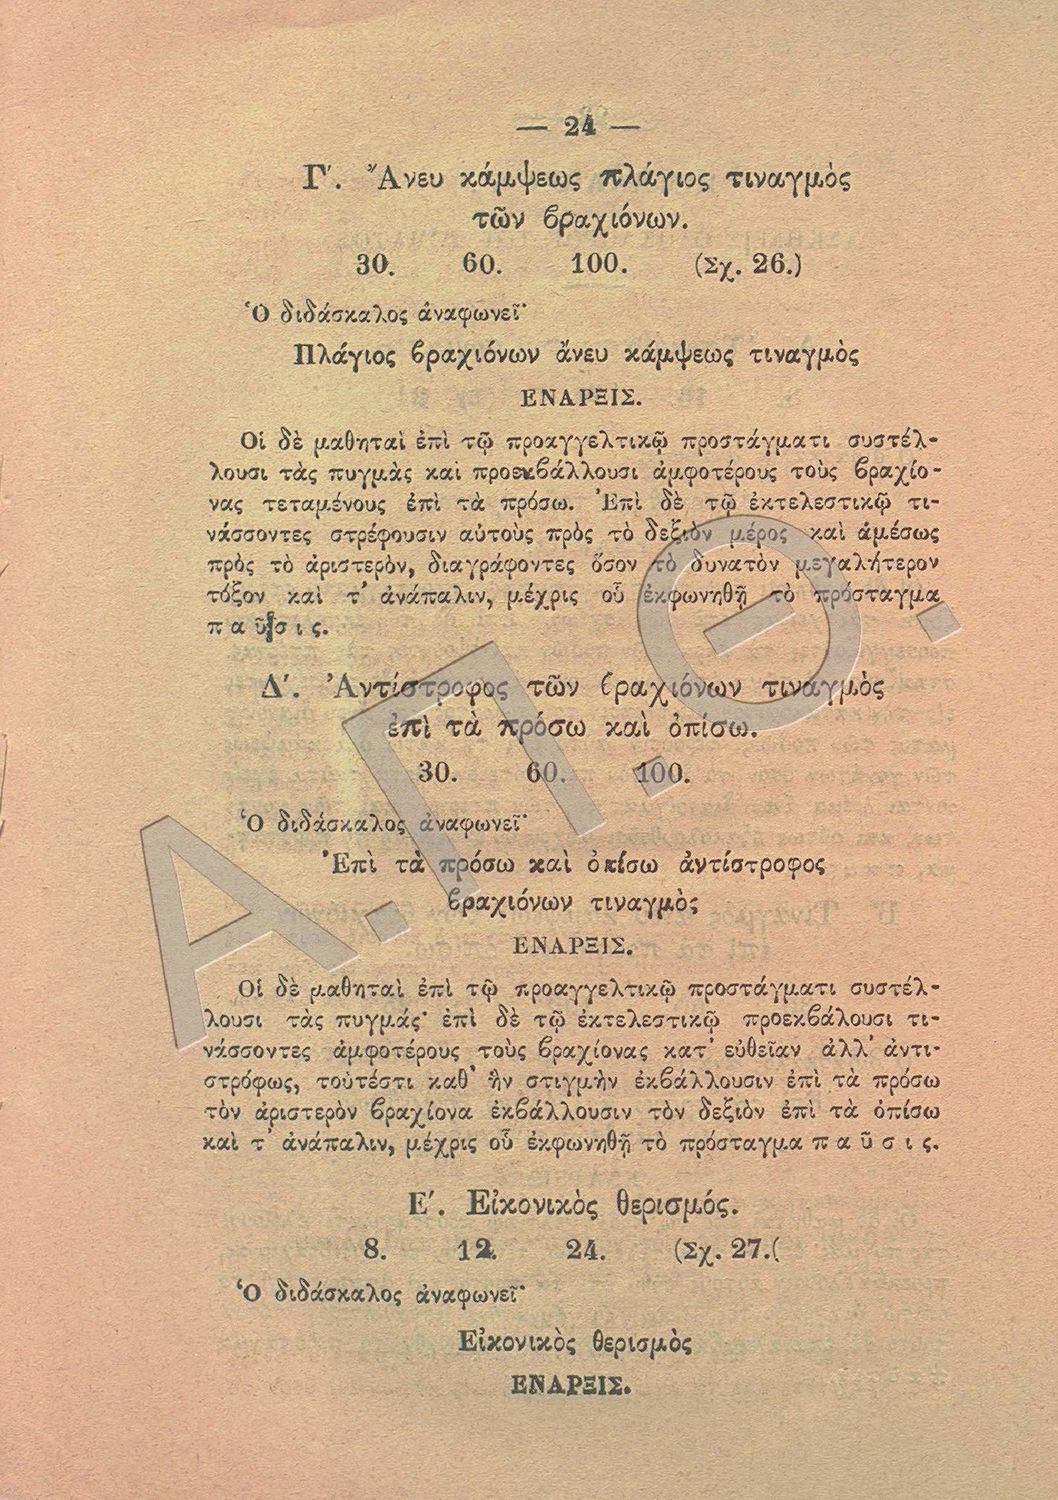 — 24 —
Γ'. Ἄνευ κάμψεως πλάγιος τιναγμὸς
τῶν βραχιόνων.
30. 60. 100. (Σχ. 26.)
Ὁ διδάσκαλος ἀναφωνεῖ·
Πλάγιος βραχιόνων ἄνευ κάμψεως τιναγμὸς
ΕΝΑΡΞΙΣ.
Οἱ δὲ μαθηταὶ ἐπὶ τῷ προαγγελτικῷ προστάγματι συστέλ-
λουσι τὰς πυγμὰς καὶ προεκβάλλουσι ἀμφοτέρους τοὺς βραχίο-
νας τεταμένους ἐπὶ τὰ πρόσω. Ἐπὶ δὲ τῷ ἐκτελεστικῷ τι-
νάσσοντες στρέφουσιν αὐτοὺς πρὸς τὸ δεξιὸν μέρος καὶ ἀμέσως
πρὸς τὸ ἀριστερὸν, διαγράφοντες ὅσον τὸ δυνατὸν μεγαλήτερον
τόξον καὶ τ' ἀνάπαλιν, μέχρις οὗ ἐκφωνηθῇ τὸ πρόσταγμα
παῦσις.
Δ'. Ἀντίστροφος τῶν βραχιόνων τιναγμὸς
ἐπὶ τὰ πρόσω καὶ ὀπίσω.
30. 60. 100.
Ὁ διδάσκαλος ἀναφωνεῖ·
Ἐπὶ τὰ πρόσω καὶ ὀπίσω ἀντίστροφος
βραχιόνων τιναγμὸς
ΕΝΑΡΞΙΣ.
Οἱ δὲ μαθηταὶ ἐπὶ τῷ προαγγελτικῷ προστάγματι συστέλ-
λουσι τὰς πυγμάς· ἐπὶ δὲ τῷ ἐκτελεστικῷ προεκβάλουσι τι-
νάσσοντες ἀμφοτέρους τοὺς βραχίονας κατ' εὐθεῖαν ἀλλ' ἀντι-
στρόφως, τοὐτέστι καθ' ἣν στιγμὴν ἐκβάλλουσιν ἐπὶ τὰ πρόσω
τὸν ἀριστερὸν βραχίονα ἐκβάλλουσιν τὸν δεξιὸν ἐπὶ τὰ ὀπίσω
καὶ τ' ἀνάπαλιν, μέχρις οὗ ἐκφωνηθῇ τὸ πρόσταγμα παῦσις.
Ε'. Εἰκονικὸς θερισμός.
8. 12. 24. (Σχ. 27.(
Ὁ διδάσκαλος ἀναφωνεῖ·
Εἰκονικὸς θερισμὸς
ΕΝΑΡΞΙΣ.
Α.Π.Θ.